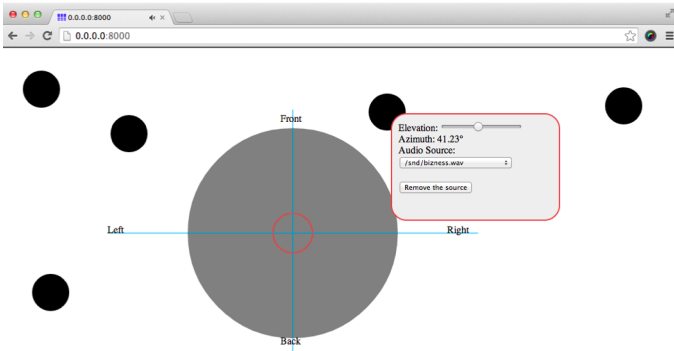 0.0.0.0:8000
0.0.0.0:8000
Front
Elevation:
Azimuth: 41.23°
Audio Source:
/snd/bizness.wav
Remove the source
Left
Right
Back